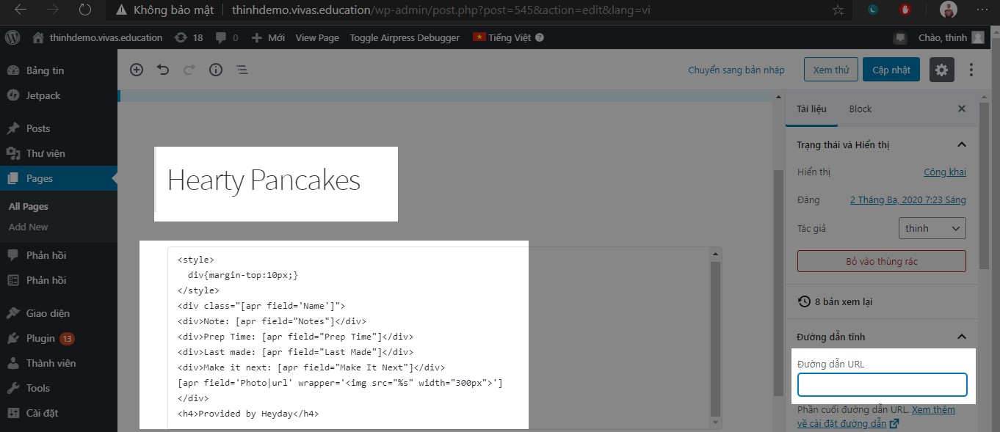 Không bảo mật
thinhdemo.vivas.education/wp-admin/post.php?post=545&action=edit&lang=vi
thinhdemo.vivas.education 18 0 Mới View Page Toggle Airpress Debugger Tiếng Việt Chào, thinh
Bảng tin
Jetpack
Posts
Thư viện
Pages
All Pages
Add New
Phản hồi
Phản hồi
Giao diện
Plugin 13
Thành viên
Tools
Cài đặt
Chuyển sang bản nháp Xem thử Cập nhật
Hearty Pancakes
<style>
  div{margin-top:10px;}
</style>
<div class="[apr field='Name']">
<div>Note: [apr field="Notes"]</div>
<div>Prep Time: [apr field="Prep Time"]</div>
<div>Last made: [apr field="Last Made"]</div>
<div>Make it next: [apr field="Make It Next"]</div>
[apr field='Photo|url' wrapper='<img src="%s" width="300px">']
</div>
<h4>Provided by Heyday</h4>
Tài liệu Block
Trạng thái và Hiển thị
Hiển thị Công khai
Đăng 2 Tháng Ba, 2020 7:23 Sáng
Tác giả thinh
Bỏ vào thùng rác
8 bản xem lại
Đường dẫn tĩnh
Đường dẫn URL
Phần cuối đường dẫn URL. Xem thêm
về cài đặt đường dẫn